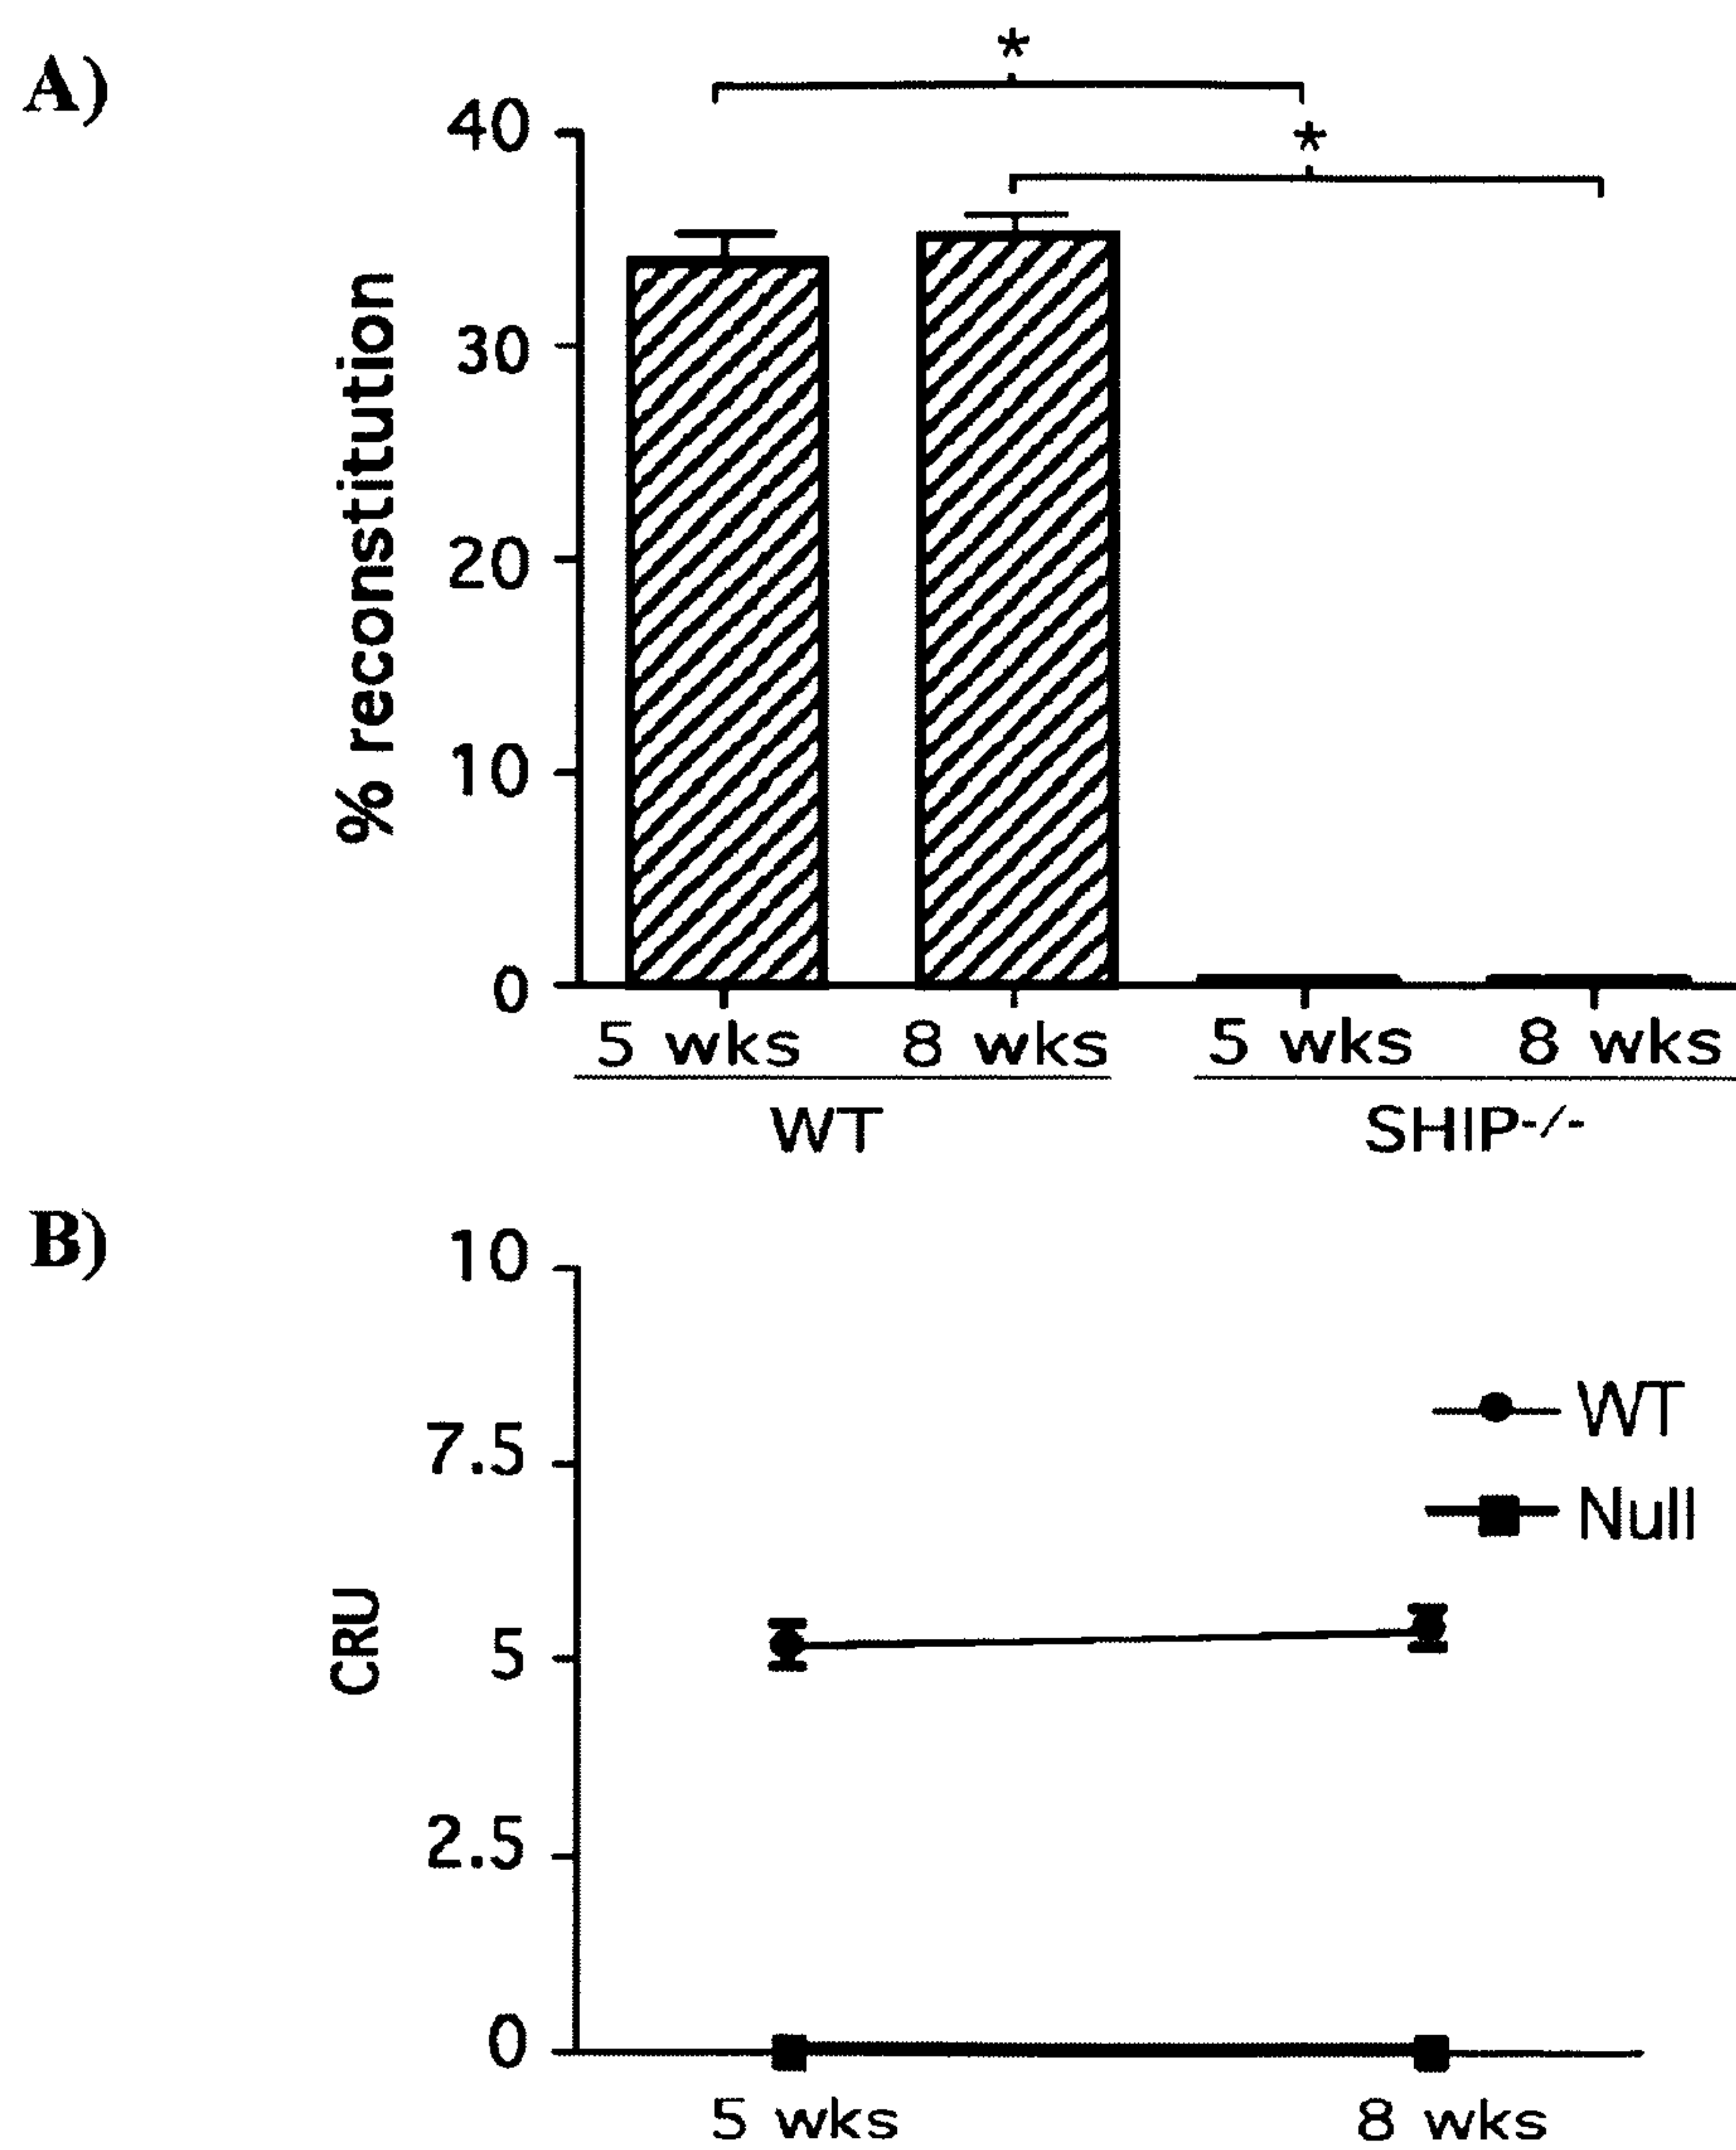 A)
*
*
40
30
20
10
0
% reconstitution
5 wks 8 wks 5 wks 8 wks
WT SHIP-/-
B)
10
7.5
5
2.5
0
CRU
WT
Null
5 wks 8 wks